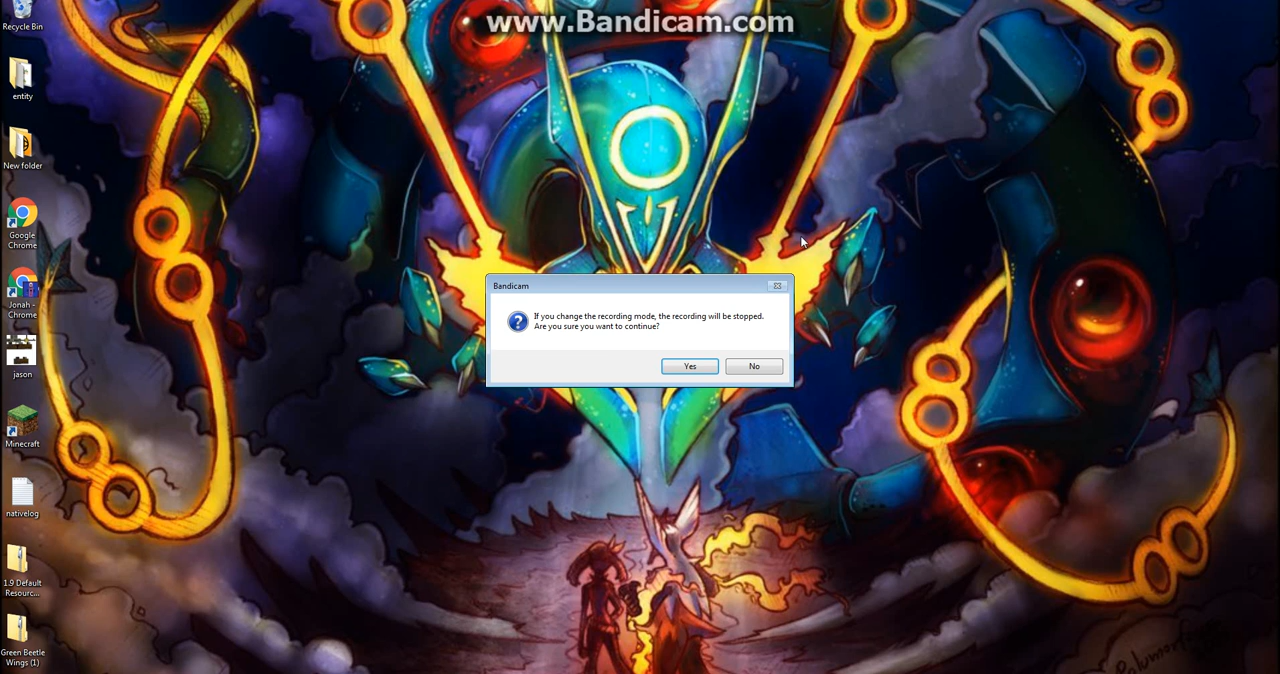 www.Bandicam.com
Recycle Bin
entity
New folder
Google
Chrome
Jonah -
Chrome
jason
Minecraft
nativelog
1.9 Default
Resourc...
Green Beetle
Wings (1)
Bandicam
If you change the recording mode, the recording will be stopped.
Are you sure you want to continue?
Yes
No